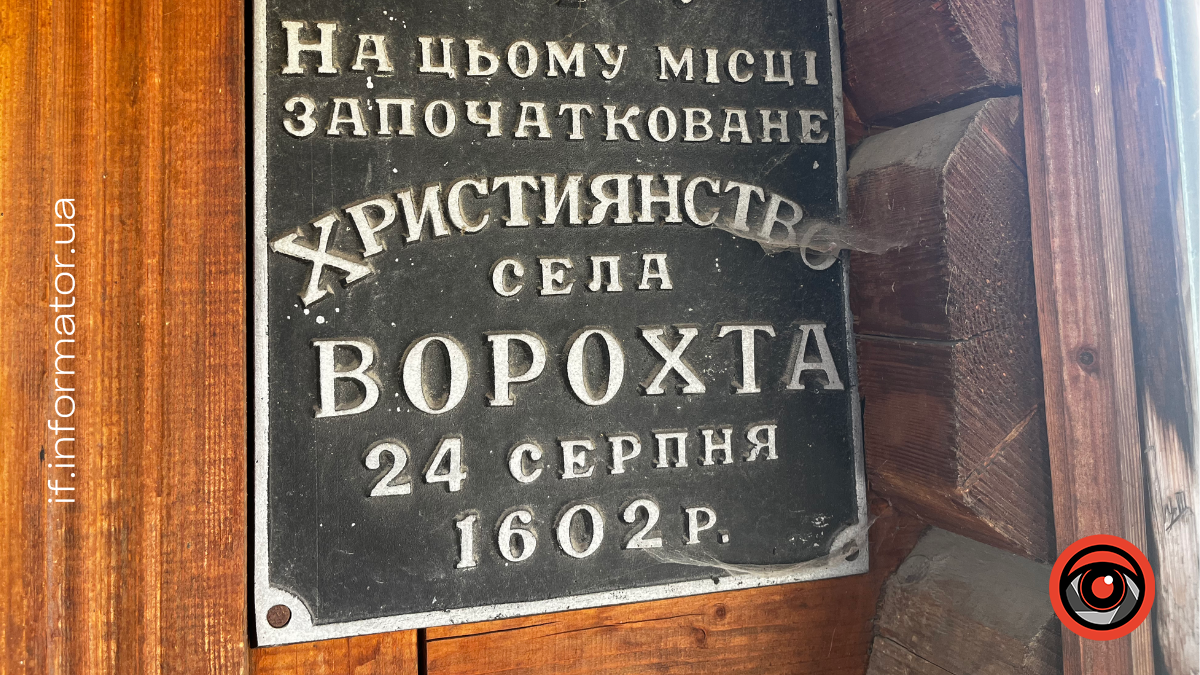 На цьому місці
започатковане
Християнство
села
Ворохта
24 серпня
1602 р.
if.informator.ua